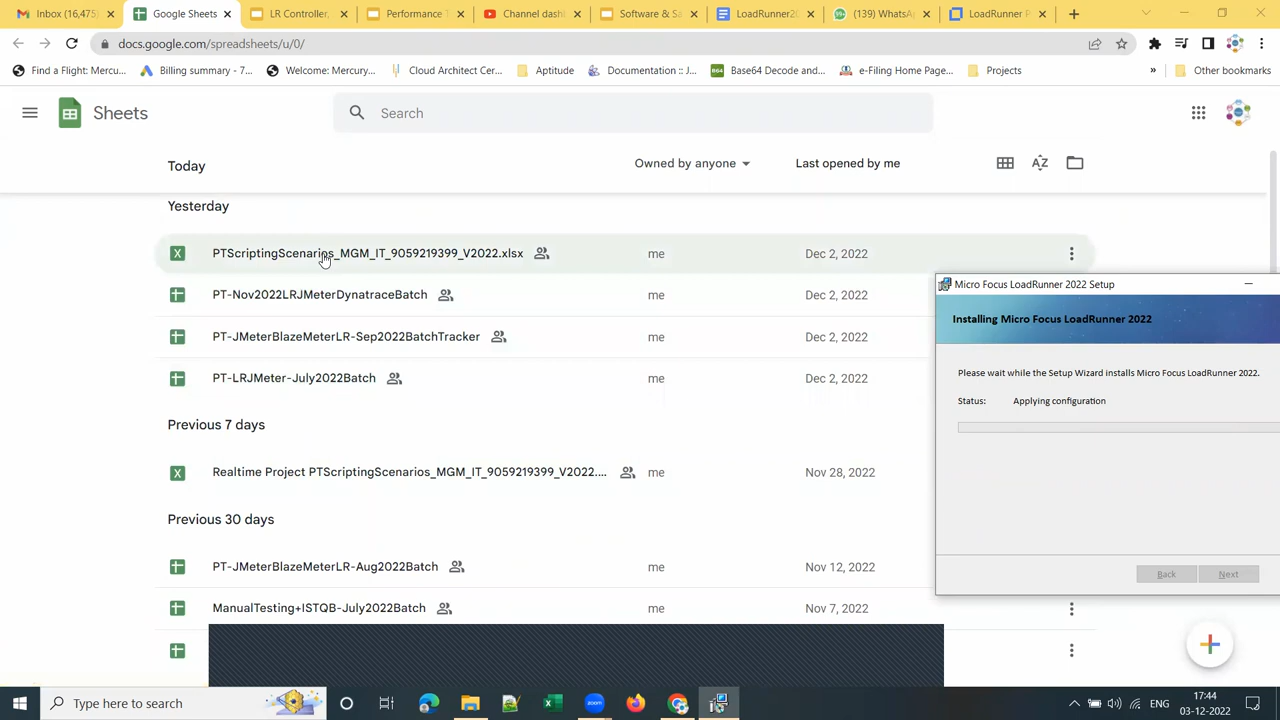 Inbox (16,475)
Google Sheets
LR Controller,
Performance T
Channel dash
Software & Sa
LoadRunner20
(139) WhatsA
LoadRunner P
docs.google.com/spreadsheets/u/0/
Find a Flight: Mercu...
Billing summary - 7...
Welcome: Mercury...
Cloud Architect Cer...
Aptitude
Documentation :: J...
B64
Base64 Decode and...
e-Filing Home Page...
Projects
»
Other bookmarks
Sheets
Search
Today
Owned by anyone
Last opened by me
AZ
Yesterday
PTScriptingScenarios_MGM_IT_9059219399_V2022.xlsx
me
Dec 2, 2022
PT-Nov2022LRJMeterDynatraceBatch
me
Dec 2, 2022
PT-JMeterBlazeMeterLR-Sep2022BatchTracker
me
Dec 2, 2022
PT-LRJMeter-July2022Batch
me
Dec 2, 2022
Previous 7 days
Realtime Project PTScriptingScenarios_MGM_IT_9059219399_V2022....
me
Nov 28, 2022
Previous 30 days
PT-JMeterBlazeMeterLR-Aug2022Batch
me
Nov 12, 2022
ManualTesting+ISTQB-July2022Batch
me
Nov 7, 2022
Micro Focus LoadRunner 2022 Setup
Installing Micro Focus LoadRunner 2022
Please wait while the Setup Wizard installs Micro Focus LoadRunner 2022.
Status: Applying configuration
Back
Next
Type here to search
zoom
ENG
17:44
03-12-2022